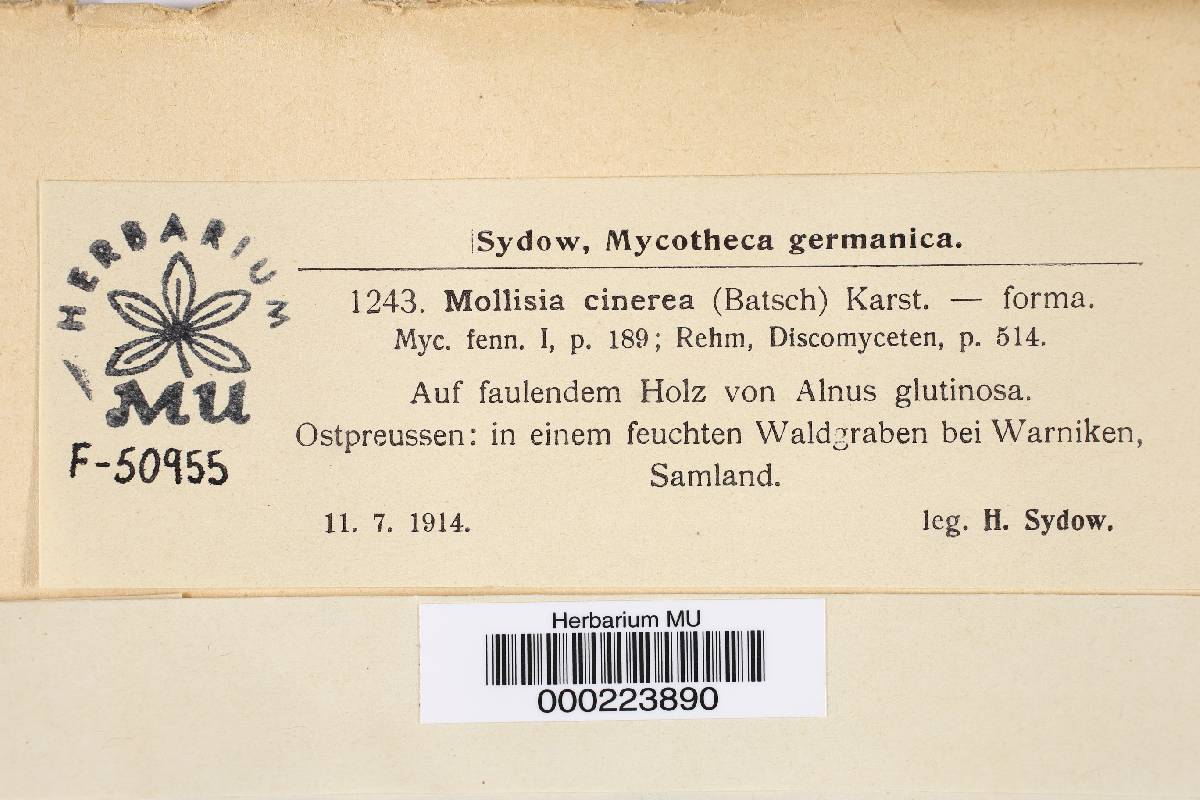 HERBARIUM
MU
F-50955
Sydow, Mycotheca germanica.
1243. Mollisia cinerea (Batsch) Karst. — forma.
Myc. fenn. I, p. 189; Rehm, Discomyceten, p. 514.
Auf faulendem Holz von Alnus glutinosa.
Ostpreussen: in einem feuchten Waldgraben bei Warniken,
Samland.
11. 7. 1914. leg. H. Sydow.
Herbarium MU
000223890